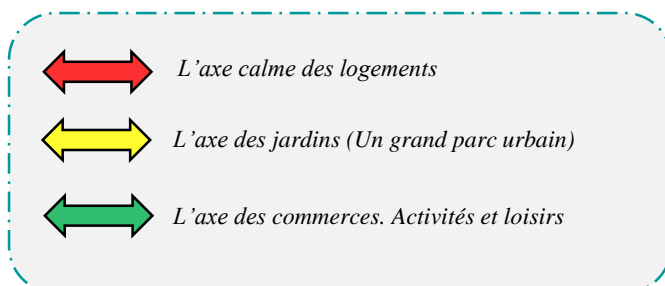 L'axe calme des logements
L'axe des jardins (Un grand parc urbain)
L'axe des commerces. Activités et loisirs